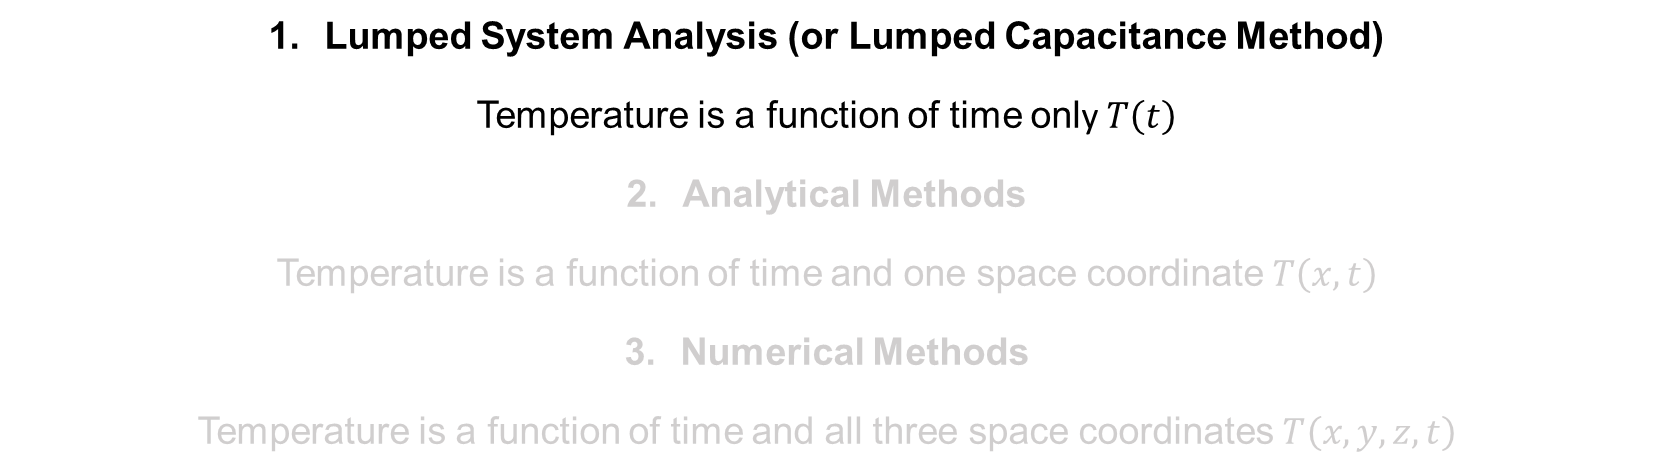 1. Lumped System Analysis (or Lumped Capacitance Method)
Temperature is a function of time only T(t)
2. Analytical Methods
Temperature is a function of time and one space coordinate T(x, t)
3. Numerical Methods
Temperature is a function of time and all three space coordinates T(x, y, z, t)